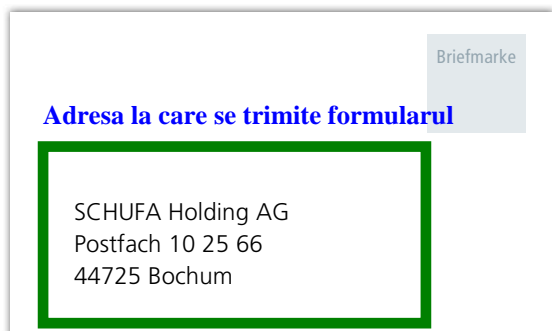 Briefmarke
Adresa la care se trimite formularul
SCHUFA Holding AG
Postfach 10 25 66
44725 Bochum